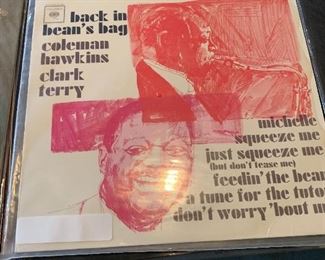 back in
bean's bag
coleman
hawkins
clark
terry
michelle
squeeze me
just squeeze me
(but don't tease me)
feedin' the bean
a tune for the tutor
don't worry 'bout me